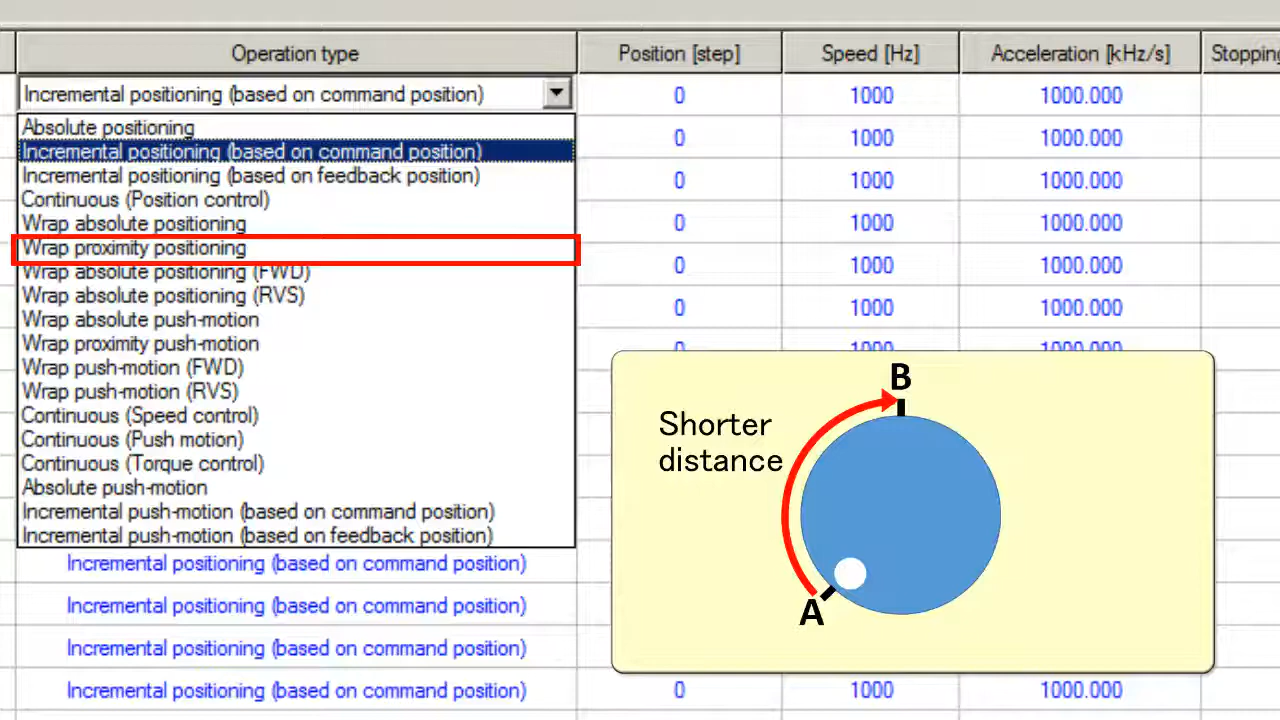 Operation type Position [step] Speed [Hz] Acceleration [kHz/s] Stopping
Incremental positioning (based on command position) 0 1000 1000.000
Absolute positioning
0 1000 1000.000
Incremental positioning (based on command position)
Incremental positioning (based on feedback position) 0 1000 1000.000
Continuous (Position control)
Wrap absolute positioning 0 1000 1000.000
Wrap proximity positioning
0 1000 1000.000
Wrap absolute positioning (FWD)
Wrap absolute positioning (RVS) 0 1000 1000.000
Wrap absolute push-motion
Wrap proximity push-motion 0 1000 1000.000
Wrap push-motion (FWD)
Wrap push-motion (RVS)
Continuous (Speed control)
Continuous (Push motion)
Continuous (Torque control)
Absolute push-motion
Incremental push-motion (based on command position)
Incremental push-motion (based on feedback position)
Incremental positioning (based on command position)
Incremental positioning (based on command position)
Incremental positioning (based on command position)
Incremental positioning (based on command position) 0 1000 1000.000
B
Shorter
distance
A